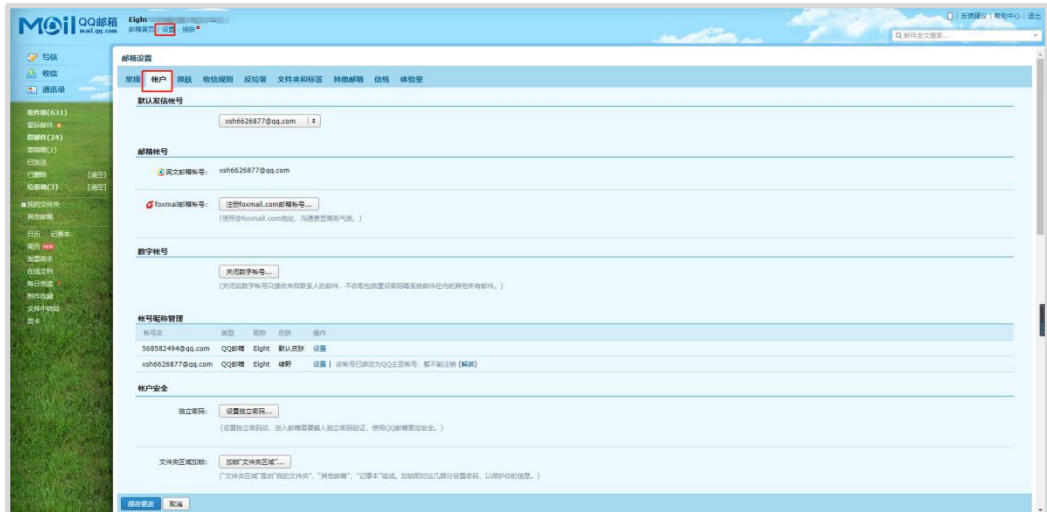 Mail QQ邮箱 mail.qq.com
Eight
邮箱首页 | 设置 - 换肤
反馈建议 | 帮助中心 | 退出
邮件全文搜索...
写信
收信
通讯录
收件箱(631)
星标邮件
群邮件(24)
草稿箱(1)
已发送
已删除 [清空]
垃圾箱(3) [清空]
我的文件夹
其他邮箱
日历 | 记事本
简历 NEW
发票助手
在线文档
每日悦读
附件收藏
文件中转站
贺卡
邮箱设置
常规 帐户 换肤 收信规则 反垃圾 文件夹和标签 其他邮箱 信纸 体验室
默认发信帐号
xsh6626877@qq.com
邮箱帐号
英文邮箱帐号: xsh6626877@qq.com
foxmail邮箱帐号: 注册foxmail.com邮箱帐号...
(使用@foxmail.com地址，沟通更显商务气质。)
数字帐号
关闭数字帐号...
(关闭后数字帐号只接收来自联系人的邮件，不收取包括重设密码等系统邮件在内的其他所有邮件。)
帐号昵称管理
帐号名 类型 昵称 皮肤 操作
568582494@qq.com QQ邮箱 Eight 默认皮肤 设置
xsh6626877@qq.com QQ邮箱 Eight 绿野 设置 | 该帐号已绑定为QQ主显帐号，暂不能注销 (解绑)
帐户安全
独立密码: 设置独立密码...
(设置独立密码后，进入邮箱需要输入独立密码验证，使用QQ邮箱更加安全。)
文件夹区域加锁: 加锁“文件夹区域”...
(“文件夹区域”是由“我的文件夹”、“其他邮箱”、“记事本”组成。加锁即对这几部分设置密码，以保护你的信息。)
保存更改 取消